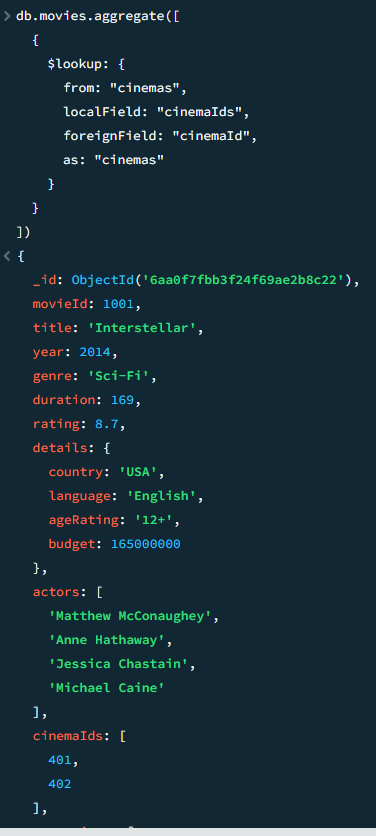 db.movies.aggregate([
{
$lookup: {
from: "cinemas",
localField: "cinemaIds",
foreignField: "cinemaId",
as: "cinemas"
}
}
])
{
_id: ObjectId('6aa0f7fbb3f24f69ae2b8c22'),
movieId: 1001,
title: 'Interstellar',
year: 2014,
genre: 'Sci-Fi',
duration: 169,
rating: 8.7,
details: {
country: 'USA',
language: 'English',
ageRating: '12+',
budget: 165000000
},
actors: [
'Matthew McConaughey',
'Anne Hathaway',
'Jessica Chastain',
'Michael Caine'
],
cinemaIds: [
401,
402
],